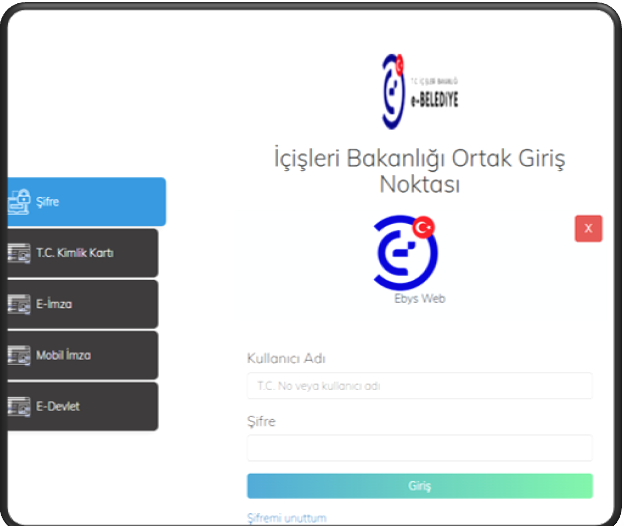 T.C. İÇİŞLERİ BAKANLIĞI
e-BELEDİYE
İçişleri Bakanlığı Ortak Giriş
Noktası
X
Ebys Web
Şifre
T.C. Kimlik Kartı
E-İmza
Mobil İmza
E-Devlet
Kullanıcı Adı
T.C. No veya kullanıcı adı
Şifre
Giriş
Şifremi unuttum